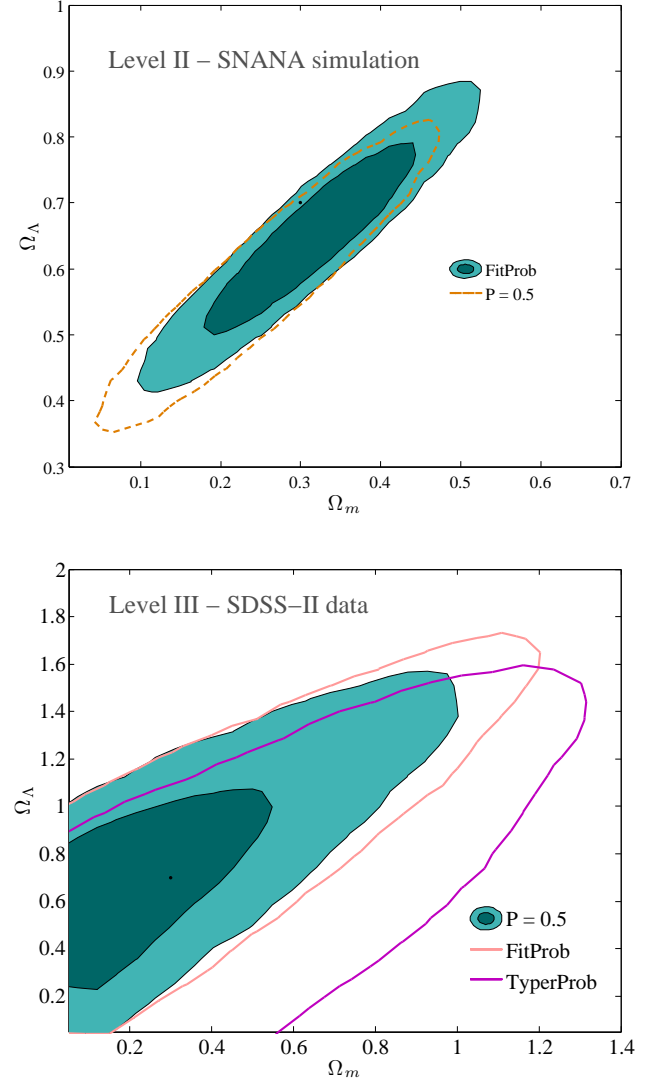 1
0.9
0.8
0.7
0.6
0.5
0.4
0.3
Ω_Λ
Level II – SNANA simulation
FitProb
P = 0.5
0.1 0.2 0.3 0.4 0.5 0.6 0.7
Ω_m
2
1.8
1.6
1.4
1.2
1
0.8
0.6
0.4
0.2
Ω_Λ
Level III – SDSS–II data
P = 0.5
FitProb
TyperProb
0.2 0.4 0.6 0.8 1 1.2 1.4
Ω_m